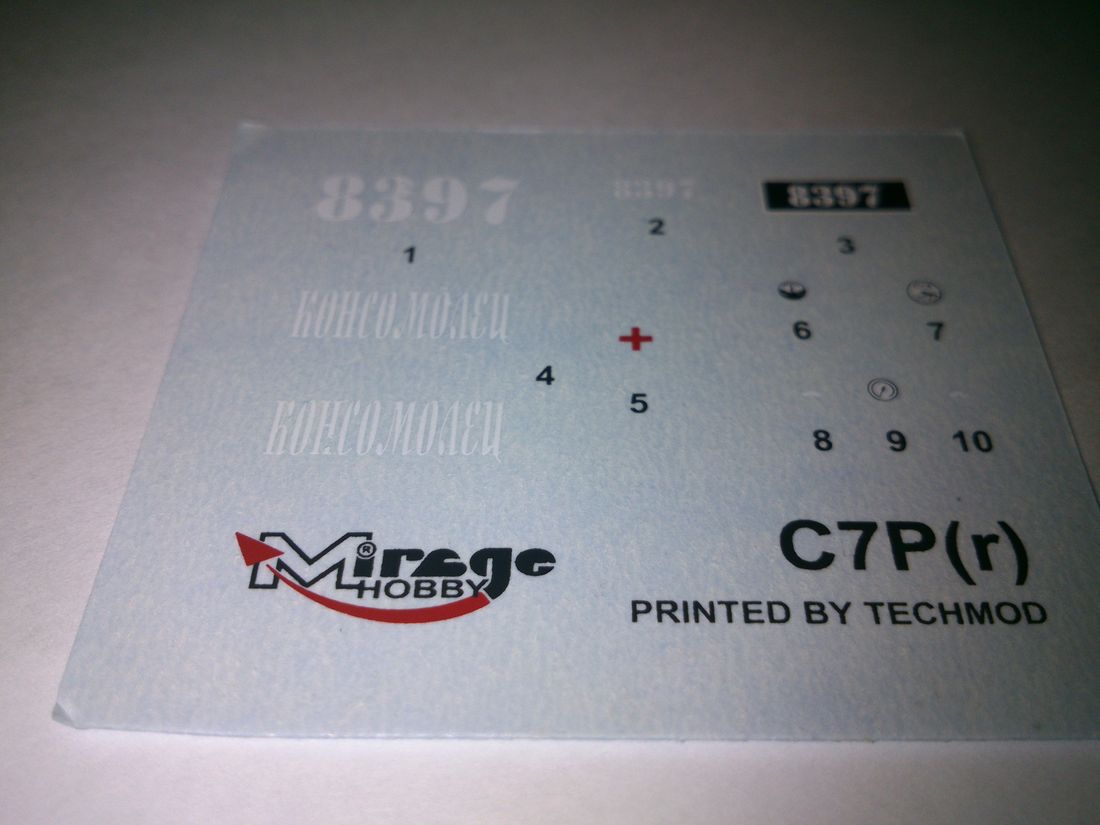 8397 8397 8397
1 2 3
КОНСОМОЛЕЦ
6 7
4 5
КОНСОМОЛЕЦ
8 9 10
Mirage®
HOBBY
C7P(r)
PRINTED BY TECHMOD